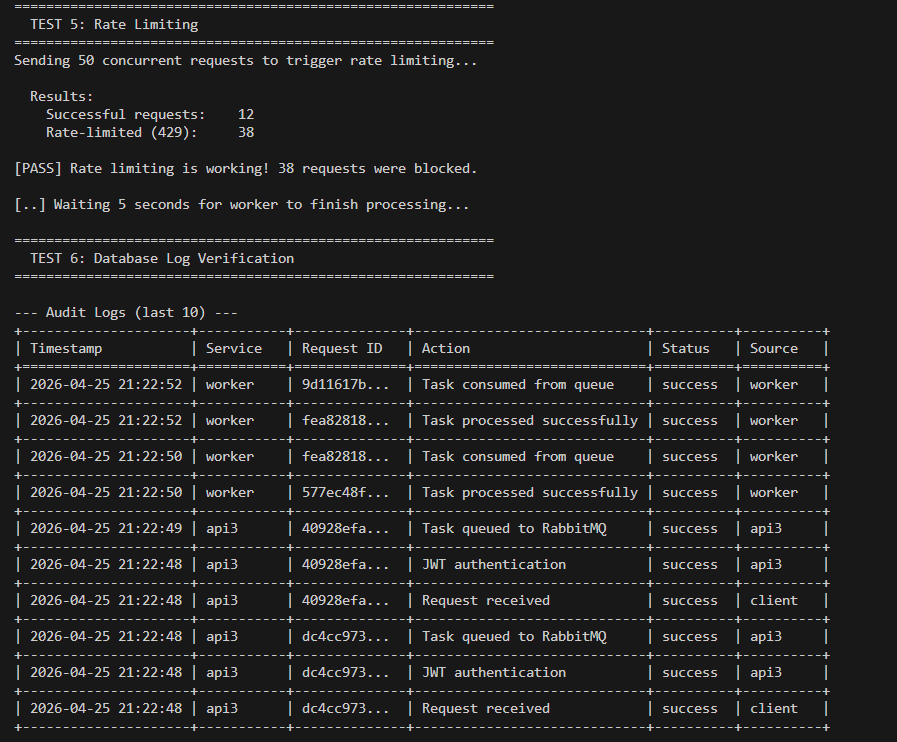 ============================================================
  TEST 5: Rate Limiting
============================================================
Sending 50 concurrent requests to trigger rate limiting...
  Results:
    Successful requests:    12
    Rate-limited (429):     38
[PASS] Rate limiting is working! 38 requests were blocked.
[..] Waiting 5 seconds for worker to finish processing...
============================================================
  TEST 6: Database Log Verification
============================================================
--- Audit Logs (last 10) ---
+---------------------+-----------+--------------+-----------------------------+----------+----------+
| Timestamp           | Service   | Request ID   | Action                      | Status   | Source   |
+=====================+===========+==============+=============================+==========+==========+
| 2026-04-25 21:22:52 | worker    | 9d11617b...  | Task consumed from queue    | success  | worker   |
+---------------------+-----------+--------------+-----------------------------+----------+----------+
| 2026-04-25 21:22:52 | worker    | fea82818...  | Task processed successfully | success  | worker   |
+---------------------+-----------+--------------+-----------------------------+----------+----------+
| 2026-04-25 21:22:50 | worker    | fea82818...  | Task consumed from queue    | success  | worker   |
+---------------------+-----------+--------------+-----------------------------+----------+----------+
| 2026-04-25 21:22:50 | worker    | 577ec48f...  | Task processed successfully | success  | worker   |
+---------------------+-----------+--------------+-----------------------------+----------+----------+
| 2026-04-25 21:22:49 | api3      | 40928efa...  | Task queued to RabbitMQ     | success  | api3     |
+---------------------+-----------+--------------+-----------------------------+----------+----------+
| 2026-04-25 21:22:48 | api3      | 40928efa...  | JWT authentication          | success  | api3     |
+---------------------+-----------+--------------+-----------------------------+----------+----------+
| 2026-04-25 21:22:48 | api3      | 40928efa...  | Request received            | success  | client   |
+---------------------+-----------+--------------+-----------------------------+----------+----------+
| 2026-04-25 21:22:48 | api3      | dc4cc973...  | Task queued to RabbitMQ     | success  | api3     |
+---------------------+-----------+--------------+-----------------------------+----------+----------+
| 2026-04-25 21:22:48 | api3      | dc4cc973...  | JWT authentication          | success  | api3     |
+---------------------+-----------+--------------+-----------------------------+----------+----------+
| 2026-04-25 21:22:48 | api3      | dc4cc973...  | Request received            | success  | client   |
+---------------------+-----------+--------------+-----------------------------+----------+----------+